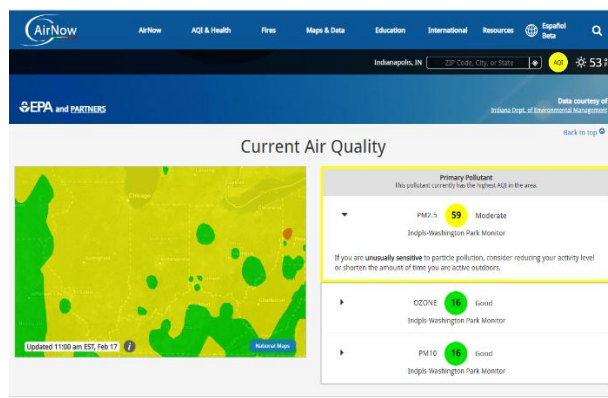 AirNow
AirNow AQI & Health Fires Maps & Data Education International Resources Español Beta
Indianapolis, IN ZIP Code, City, or State AQI 53
EPA and PARTNERS
Data courtesy of
Indiana Dept. of Environmental Management
Back to top
Current Air Quality
Chicago
Updated 11:00 am EST, Feb 17
National Maps
Primary Pollutant
This pollutant currently has the highest AQI in the area.
PM2.5 59 Moderate
Indpls-Washington Park Monitor
If you are unusually sensitive to particle pollution, consider reducing your activity level
or shorten the amount of time you are active outdoors.
OZONE 16 Good
Indpls-Washington Park Monitor
PM10 16 Good
Indpls-Washington Park Monitor